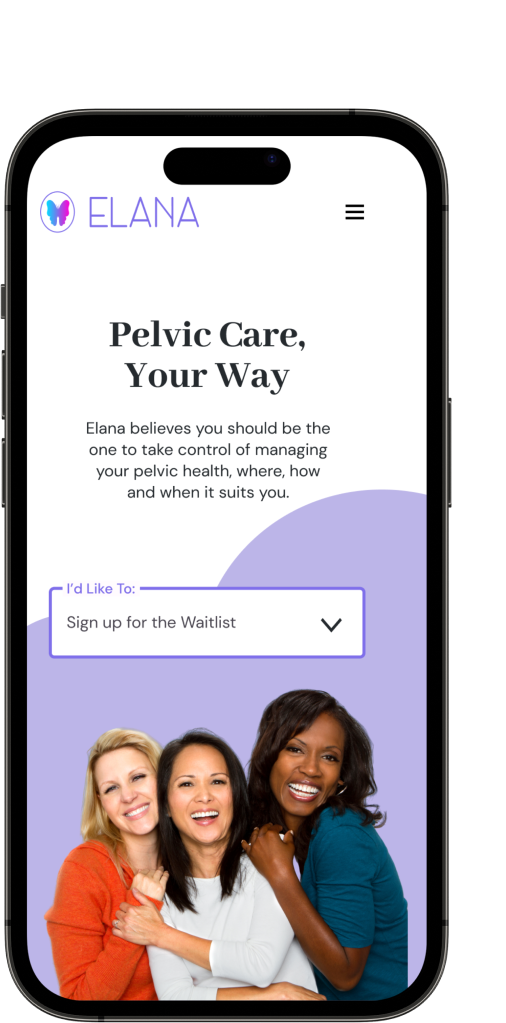 ELANA
Pelvic Care,
Your Way
Elana believes you should be the
one to take control of managing
your pelvic health, where, how
and when it suits you.
I’d Like To:
Sign up for the Waitlist